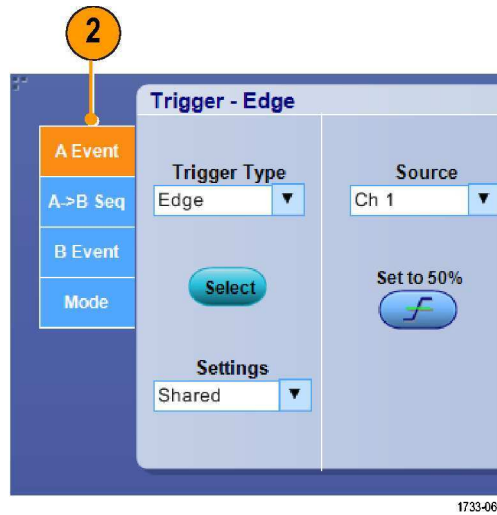 2
Trigger - Edge
A Event
A->B Seq
B Event
Mode
Trigger Type
Edge
Select
Settings
Shared
Source
Ch 1
Set to 50%
1733-06